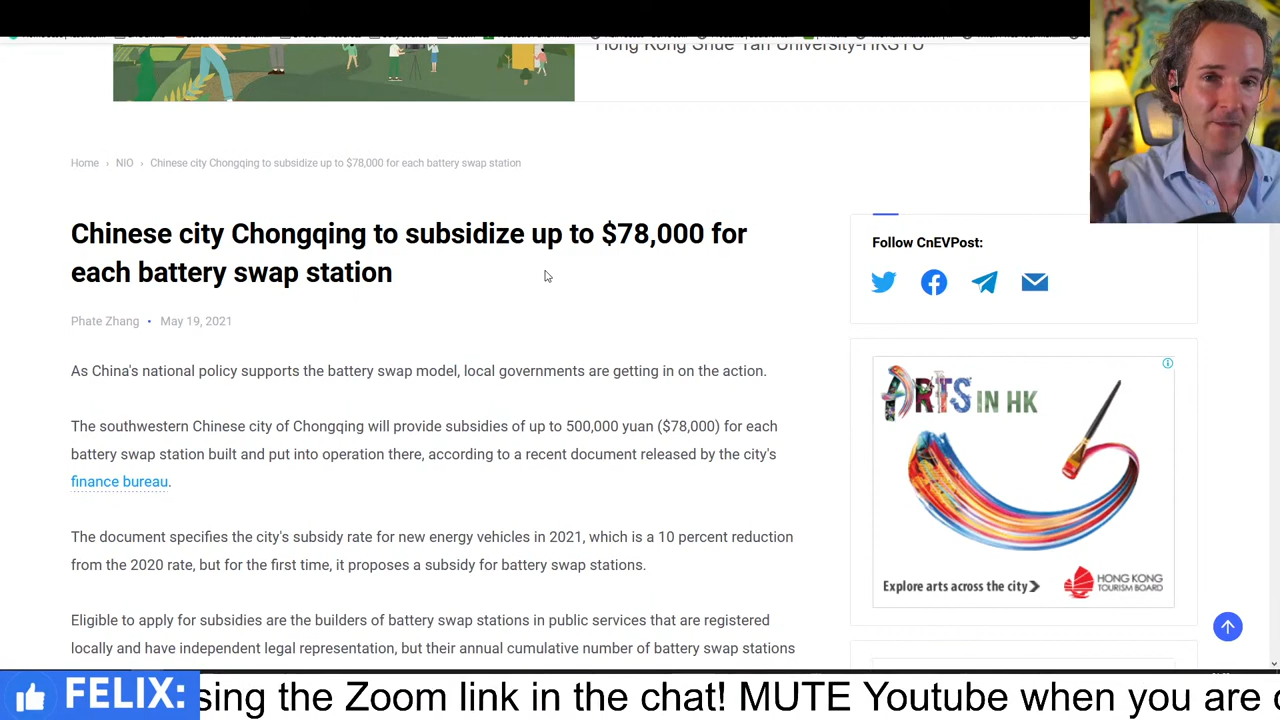 Hong Kong Shue Yan University-HKSYU
Home › NIO › Chinese city Chongqing to subsidize up to $78,000 for each battery swap station
Chinese city Chongqing to subsidize up to $78,000 for
each battery swap station
Phate Zhang • May 19, 2021
As China's national policy supports the battery swap model, local governments are getting in on the action.
The southwestern Chinese city of Chongqing will provide subsidies of up to 500,000 yuan ($78,000) for each
battery swap station built and put into operation there, according to a recent document released by the city's
finance bureau.
The document specifies the city's subsidy rate for new energy vehicles in 2021, which is a 10 percent reduction
from the 2020 rate, but for the first time, it proposes a subsidy for battery swap stations.
Eligible to apply for subsidies are the builders of battery swap stations in public services that are registered
locally and have independent legal representation, but their annual cumulative number of battery swap stations
Follow CnEVPost:
ARTS IN HK
Explore arts across the city
HONG KONG
TOURISM BOARD
FELIX: sing the Zoom link in the chat! MUTE Youtube when you are